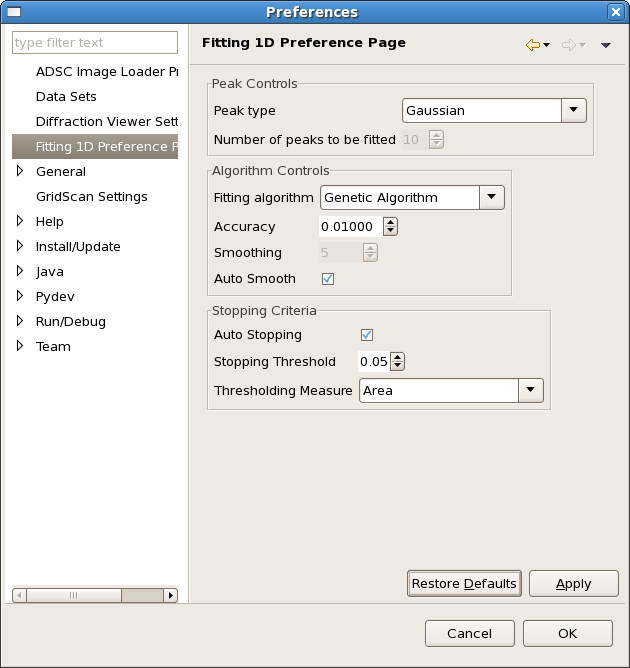 Preferences
type filter text
ADSC Image Loader Pr
Data Sets
Diffraction Viewer Sett
Fitting 1D Preference P
General
GridScan Settings
Help
Install/Update
Java
Pydev
Run/Debug
Team
Fitting 1D Preference Page
Peak Controls
Peak type Gaussian
Number of peaks to be fitted 10
Algorithm Controls
Fitting algorithm Genetic Algorithm
Accuracy 0.01000
Smoothing 5
Auto Smooth
Stopping Criteria
Auto Stopping
Stopping Threshold 0.05
Thresholding Measure Area
Restore Defaults Apply
Cancel OK